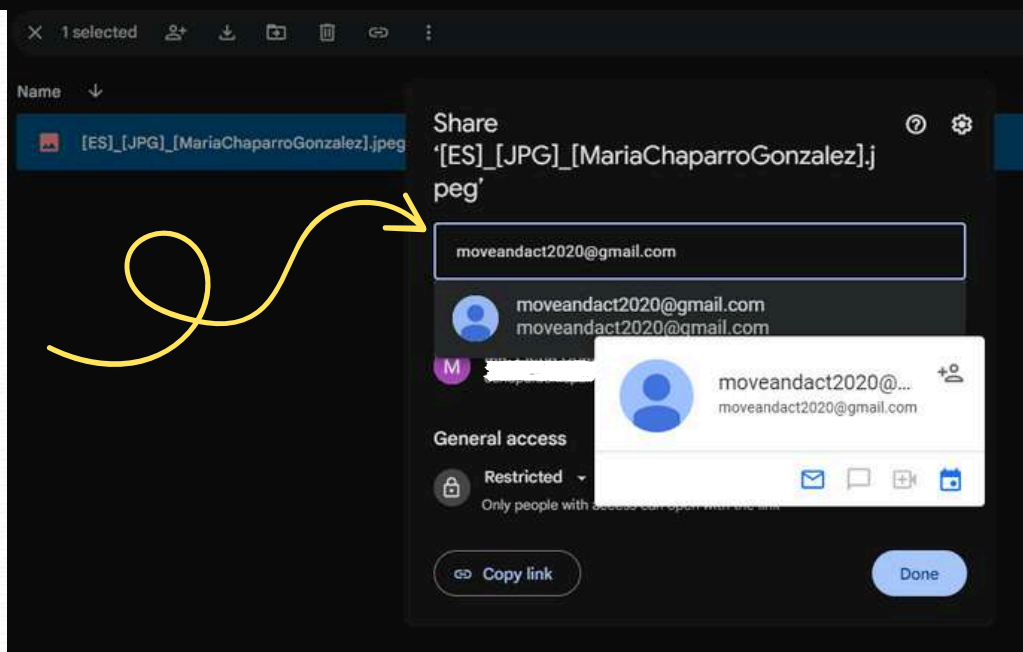 1 selected
Name
[ES]_[JPG]_[MariaChaparroGonzalez].jpeg
Share
‘[ES]_[JPG]_[MariaChaparroGonzalez].j
peg’
moveandact2020@gmail.com
moveandact2020@gmail.com
moveandact2020@gmail.com
M
moveandact2020@...
moveandact2020@gmail.com
General access
Restricted
Only people with access can open with the link
Copy link
Done